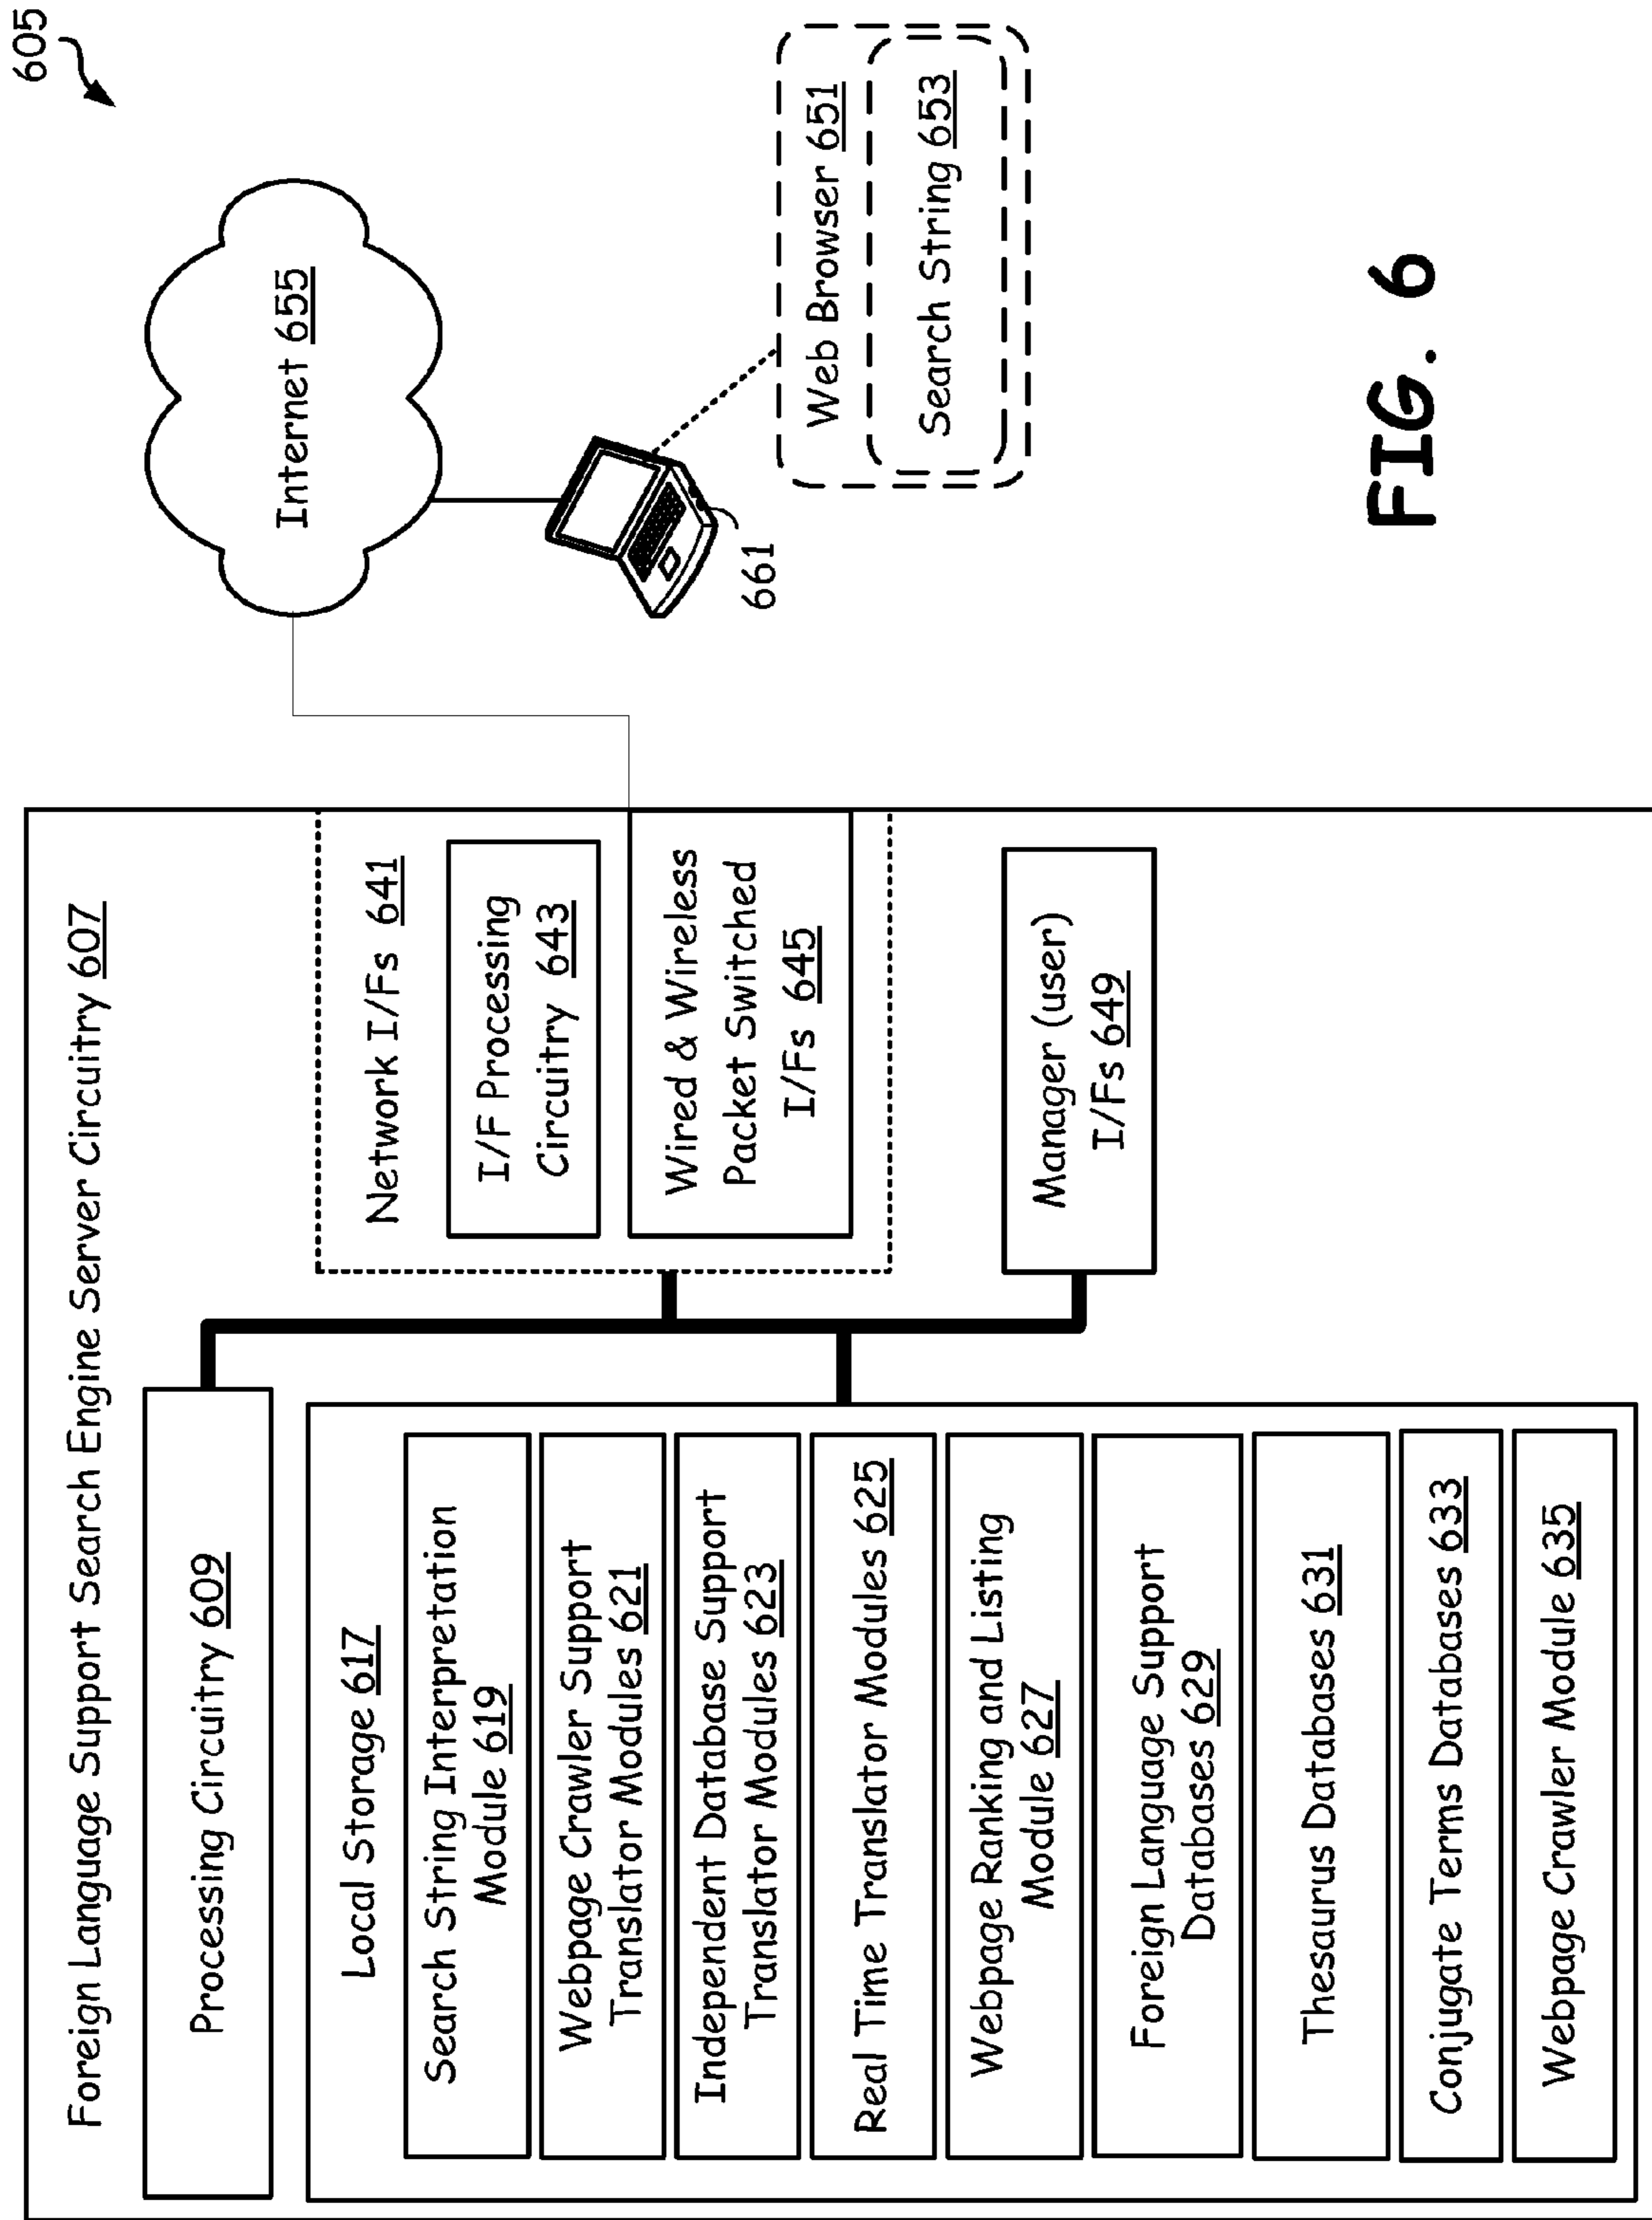 605
Foreign Language Support Search Engine Server Circuitry 607
Processing Circuitry 609
Local Storage 617
Search String Interpretation
Module 619
Webpage Crawler Support
Translator Modules 621
Independent Database Support
Translator Modules 623
Real Time Translator Modules 625
Webpage Ranking and Listing
Module 627
Foreign Language Support
Databases 629
Thesaurus Databases 631
Conjugate Terms Databases 633
Webpage Crawler Module 635
Network I/Fs 641
I/F Processing
Circuitry 643
Wired & Wireless
Packet Switched
I/Fs 645
Manager (user)
I/Fs 649
Internet 655
661
Web Browser 651
Search String 653
FIG. 6